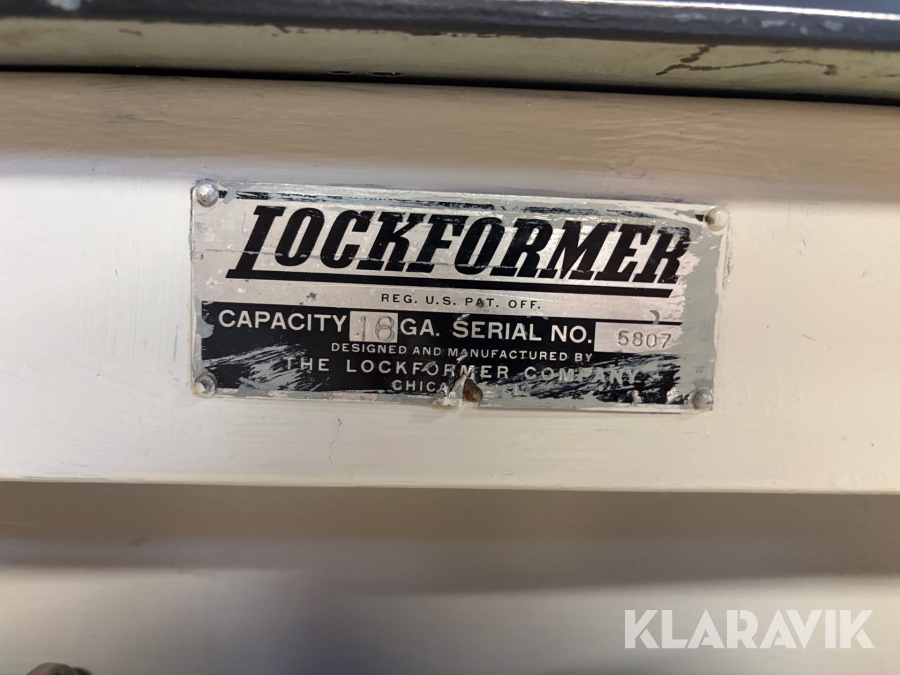 LOCKFORMER
REG. U.S. PAT. OFF.
CAPACITY 18 GA. SERIAL NO. 5807
DESIGNED AND MANUFACTURED BY
THE LOCKFORMER COMPANY
KLARAVIK